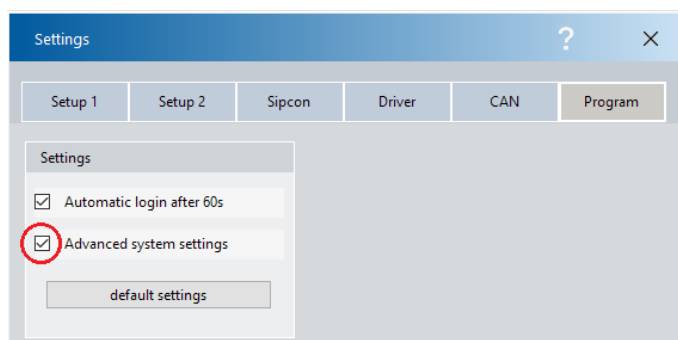 Settings ? ×
Setup 1 Setup 2 Sipcon Driver CAN Program
Settings
Automatic login after 60s
Advanced system settings
default settings